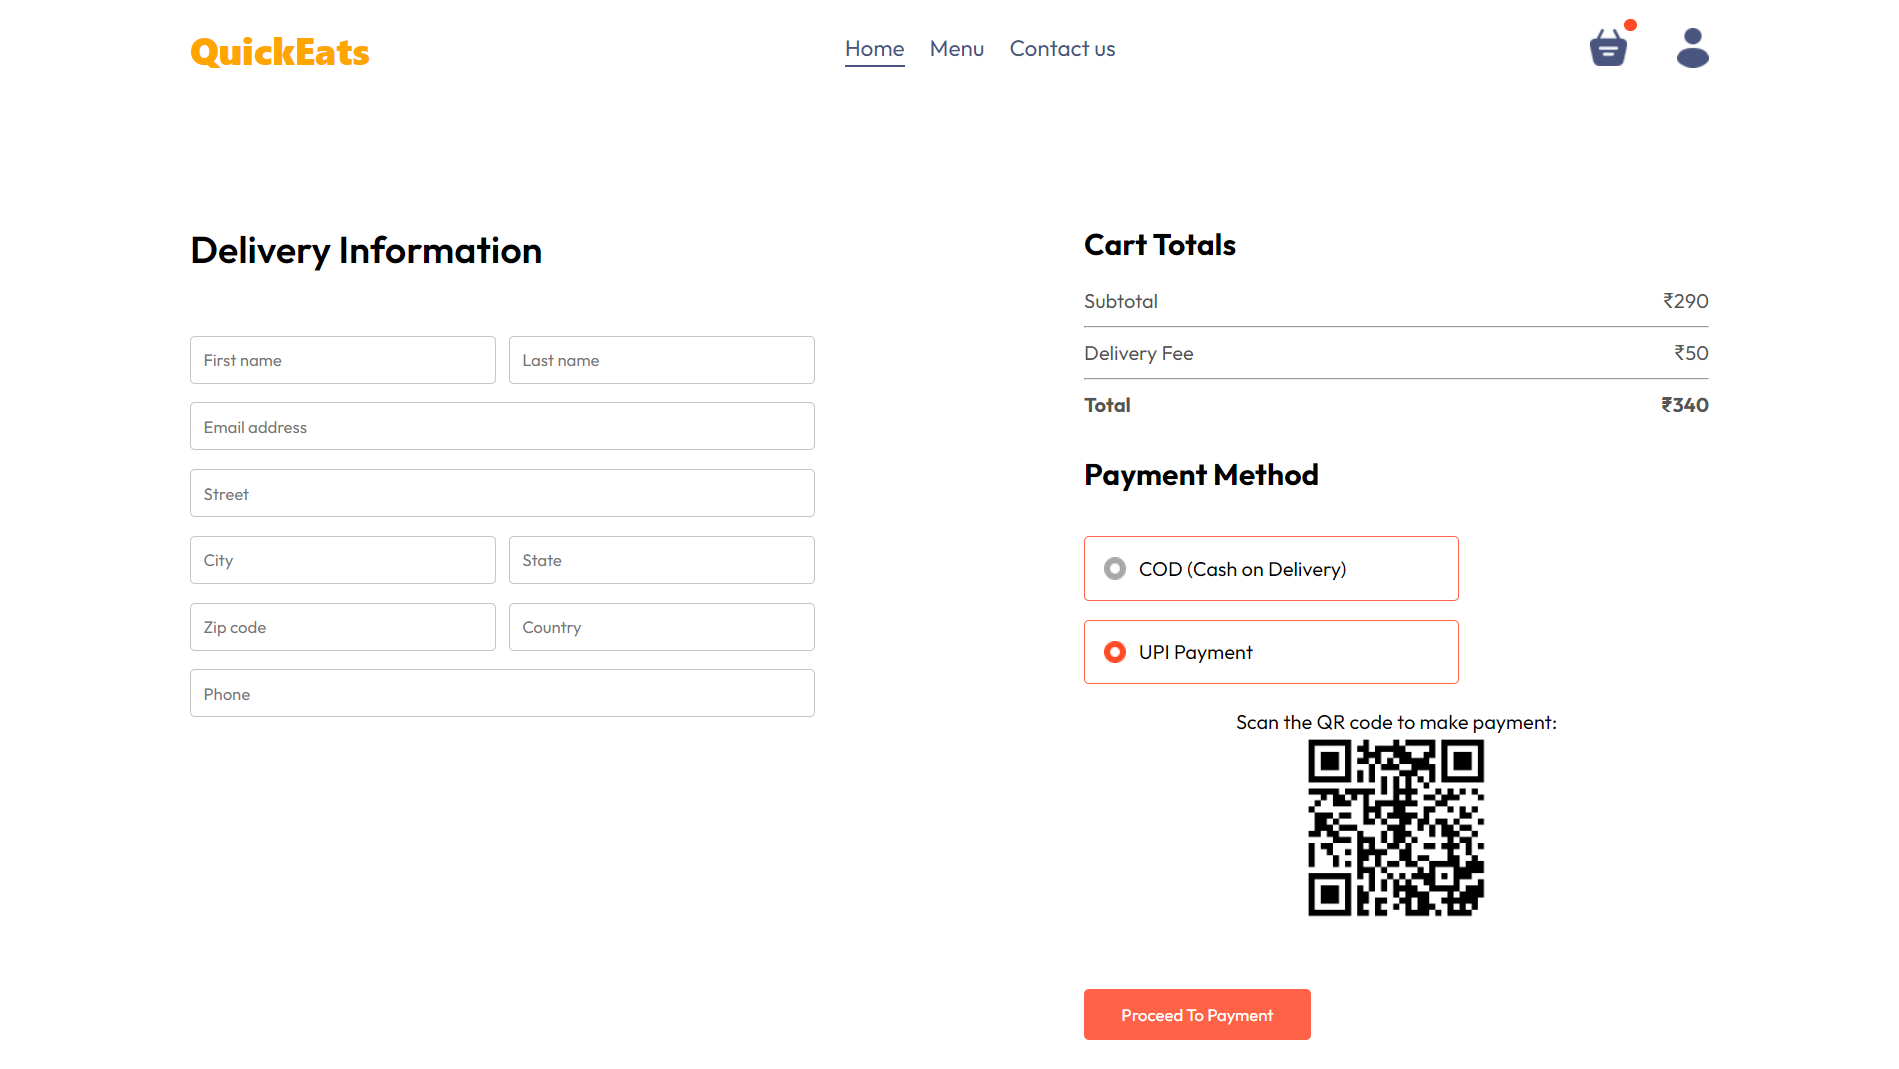 QuickEats
Home Menu Contact us
Delivery Information
First name Last name
Email address
Street
City State
Zip code Country
Phone
Cart Totals
Subtotal ₹290
Delivery Fee ₹50
Total ₹340
Payment Method
COD (Cash on Delivery)
UPI Payment
Scan the QR code to make payment:
Proceed To Payment